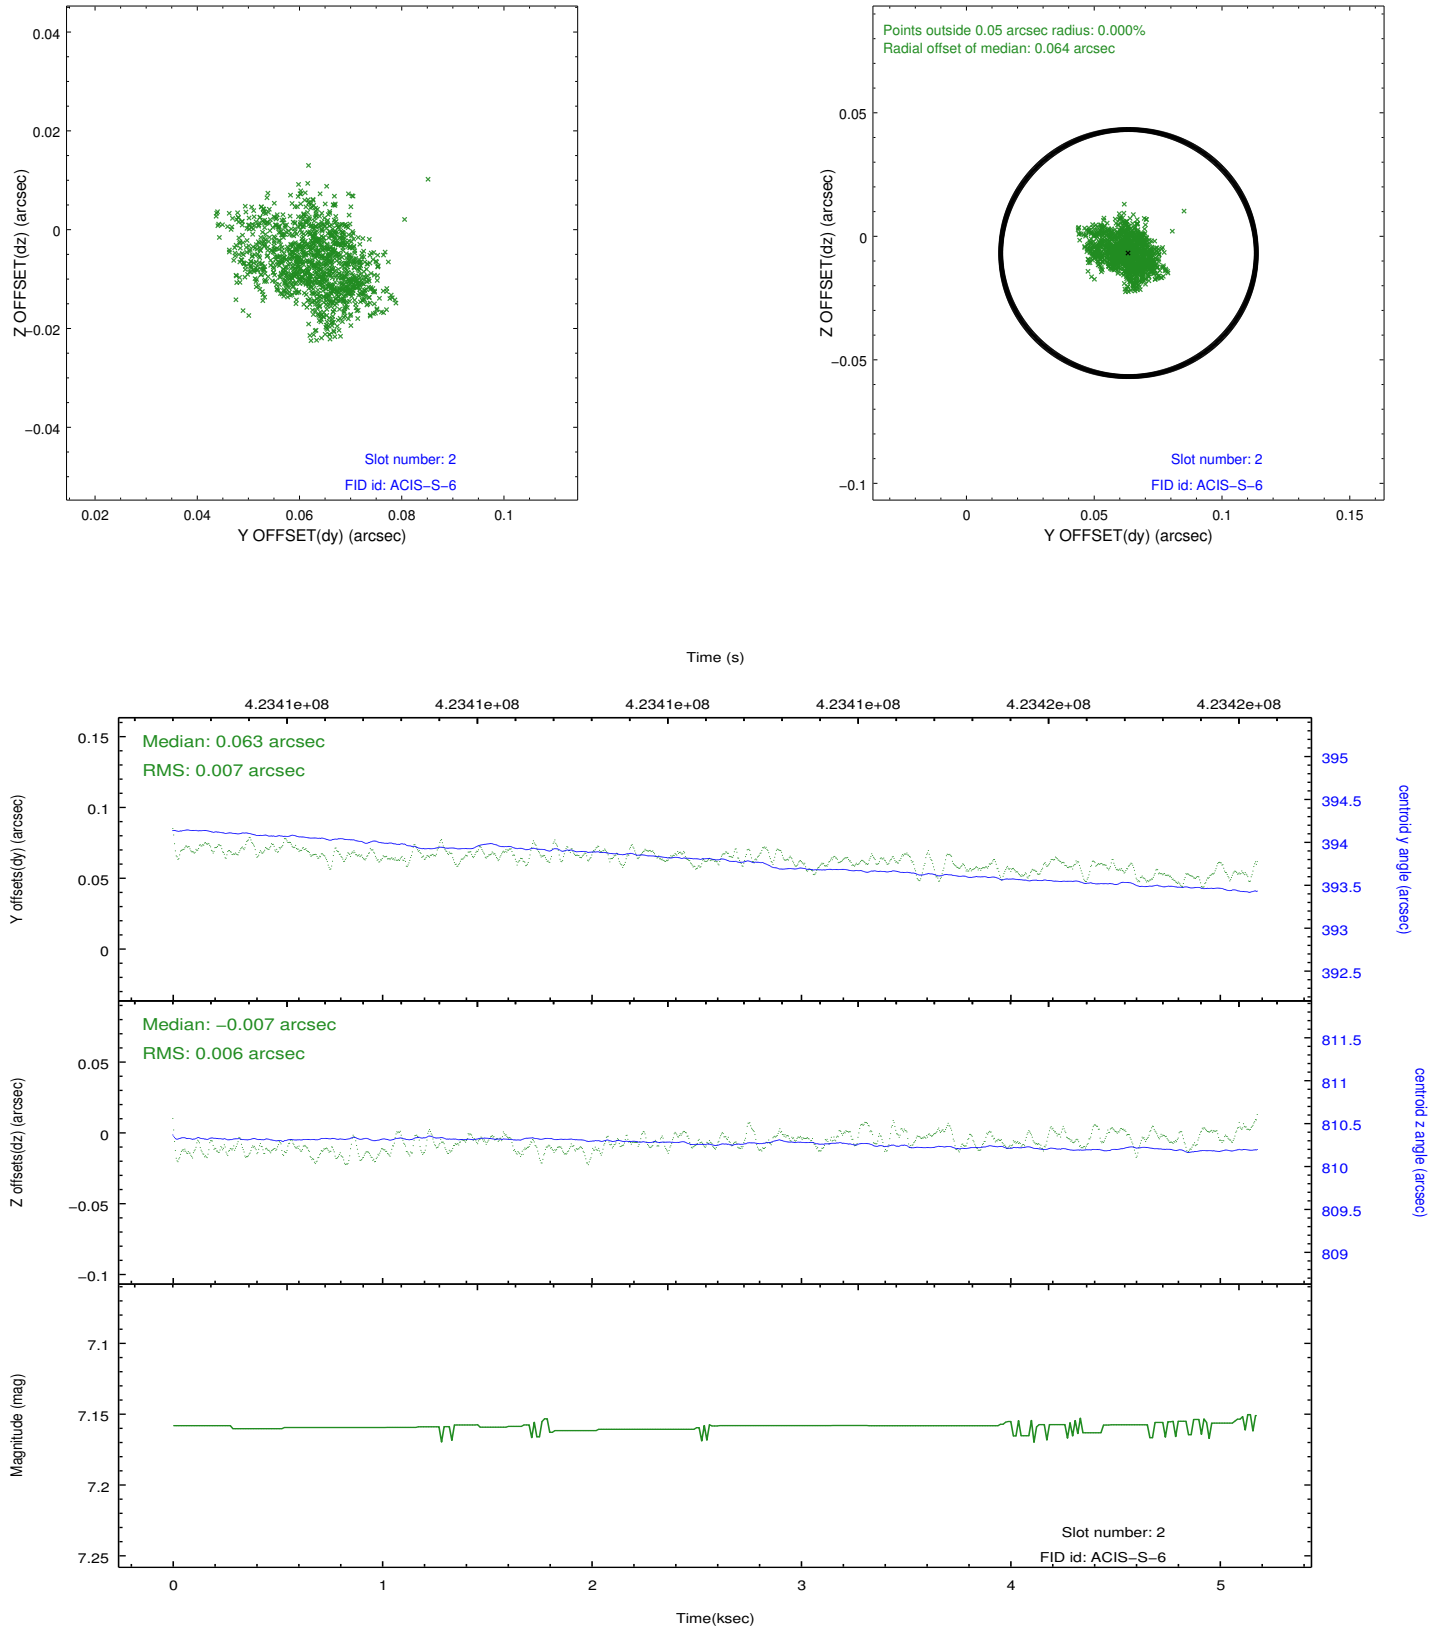 0.04
0.02
0
−0.02
−0.04
Z OFFSET(dz) (arcsec)
Slot number: 2
FID id: ACIS−S−6
0.02
0.04
0.06
0.08
0.1
Y OFFSET(dy) (arcsec)
Points outside 0.05 arcsec radius: 0.000%
Radial offset of median: 0.064 arcsec
0.05
0
−0.05
−0.1
Z OFFSET(dz) (arcsec)
Slot number: 2
FID id: ACIS−S−6
0
0.05
0.1
0.15
Y OFFSET(dy) (arcsec)
Time (s)
4.2341e+08
4.2341e+08
4.2341e+08
4.2341e+08
4.2342e+08
4.2342e+08
Median: 0.063 arcsec
RMS: 0.007 arcsec
0.15
0.1
0.05
0
Y offsets(dy) (arcsec)
395
394.5
394
393.5
393
392.5
centroid y angle (arcsec)
Median: −0.007 arcsec
RMS: 0.006 arcsec
0.05
0
−0.05
−0.1
Z offsets(dz) (arcsec)
811.5
811
810.5
810
809.5
809
centroid z angle (arcsec)
7.1
7.15
7.2
7.25
Magnitude (mag)
Slot number: 2
FID id: ACIS−S−6
0
1
2
3
4
5
Time(ksec)